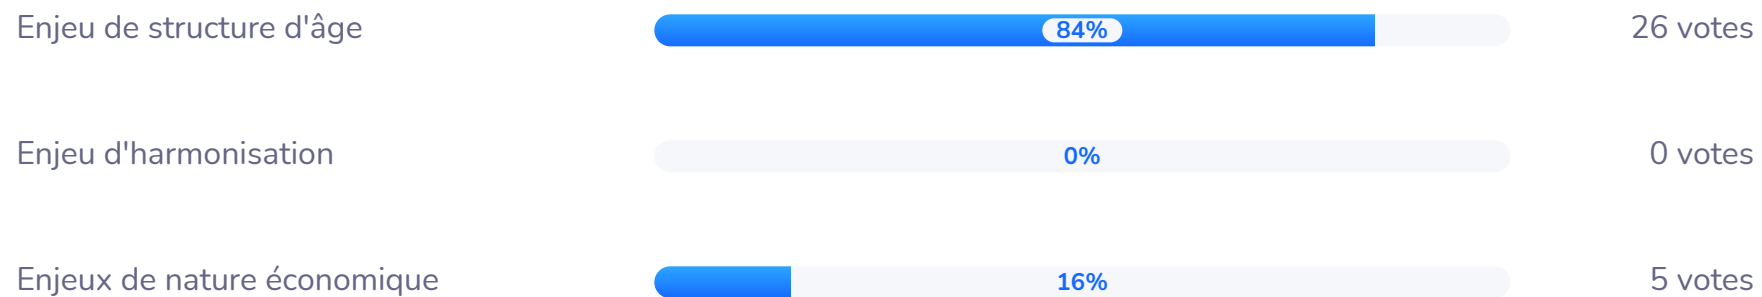 Enjeu de structure d'âge 84% 26 votes
Enjeu d'harmonisation 0% 0 votes
Enjeux de nature économique 16% 5 votes